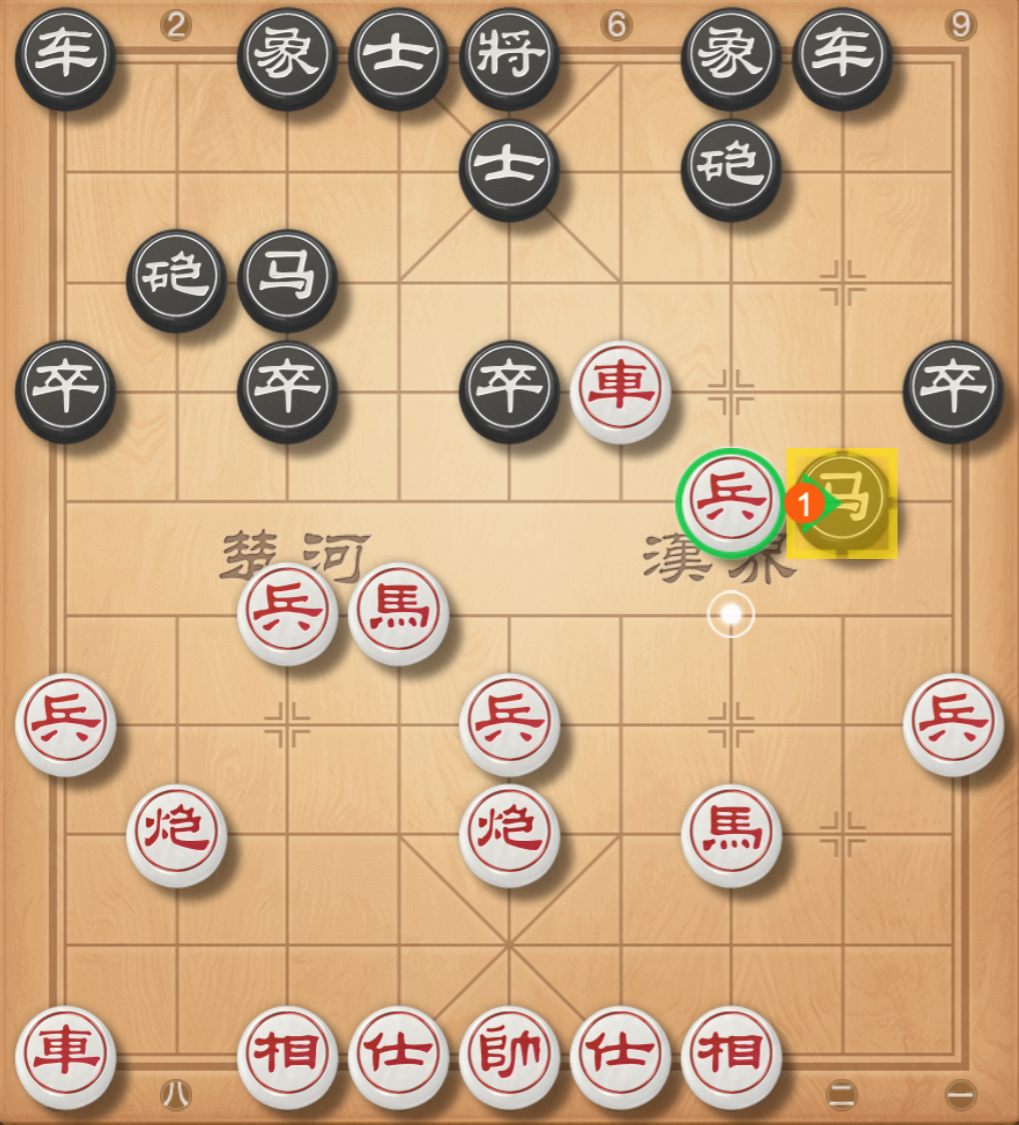 2 6 9
车 象 士 將 象 车
士 砲
砲 马
卒 卒 卒 車 卒
兵 1 马
楚河 漢界
兵 馬
兵 兵 兵
炮 炮 馬
車 相 仕 帥 仕 相
八 二 一